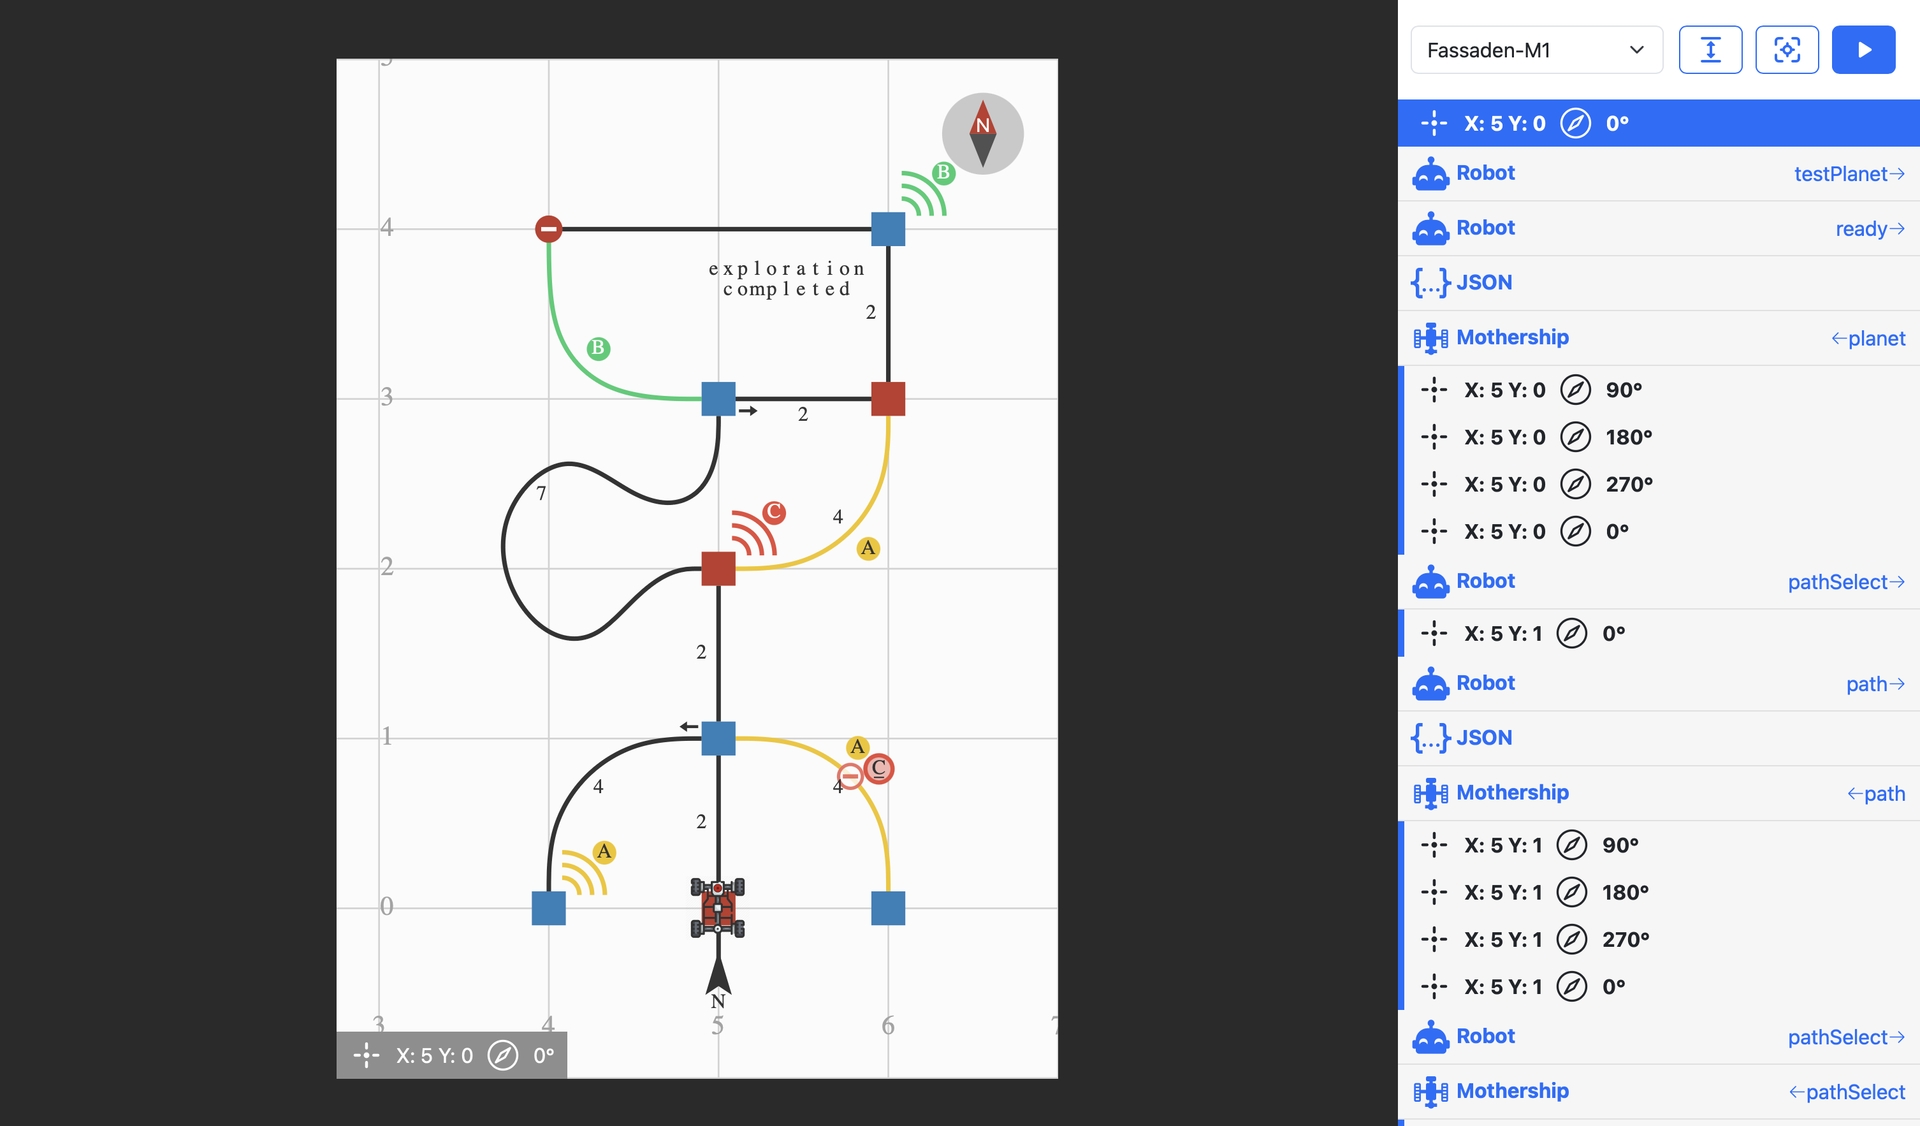 5
N
B
4
exploration
completed
2
B
3
2
7
C
4
A
2
2
1
A
C
4
4
2
A
0
N
3
4
5
6
7
X: 5 Y: 0 0°
Fassaden-M1
X: 5 Y: 0 0°
Robot testPlanet→
Robot ready→
{...} JSON
Mothership ←planet
X: 5 Y: 0 90°
X: 5 Y: 0 180°
X: 5 Y: 0 270°
X: 5 Y: 0 0°
Robot pathSelect→
X: 5 Y: 1 0°
Robot path→
{...} JSON
Mothership ←path
X: 5 Y: 1 90°
X: 5 Y: 1 180°
X: 5 Y: 1 270°
X: 5 Y: 1 0°
Robot pathSelect→
Mothership ←pathSelect